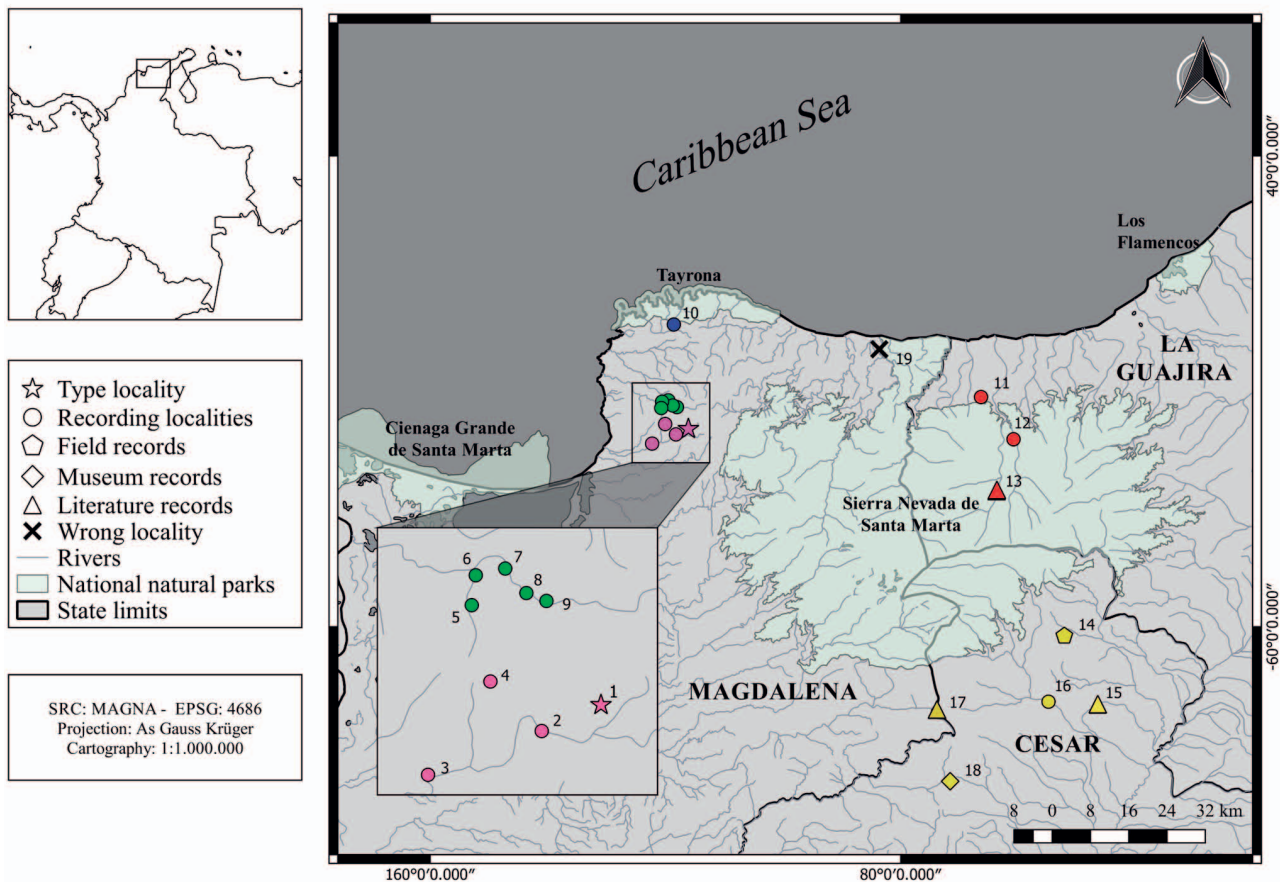 Type locality
Recording localities
Field records
Museum records
Literature records
Wrong locality
Rivers
National natural parks
State limits
SRC: MAGNA - EPSG: 4686
Projection: As Gauss Krüger
Cartography: 1:1.000.000
Caribbean Sea
Los
Flamencos
Tayrona
10
LA
GUAJIRA
19
11
12
Cienaga Grande
de Santa Marta
13
Sierra Nevada de
Santa Marta
6
7
8
9
5
4
1
2
3
14
MAGDALENA
17
16
15
CESAR
18
8 0 8 16 24 32 km
40°0'0.000"
-60°0'0.000"
160°0'0.000"
80°0'0.000"